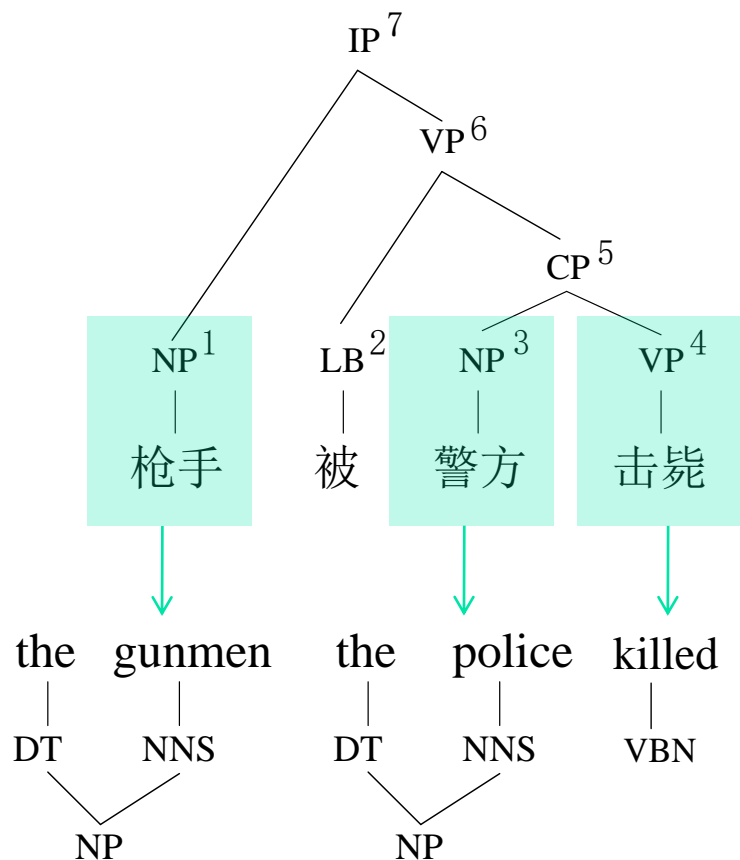 IP 7
VP 6
CP 5
NP 1 LB 2 NP 3 VP 4
枪手 被 警方 击毙
the gunmen the police killed
DT NNS DT NNS VBN
NP NP